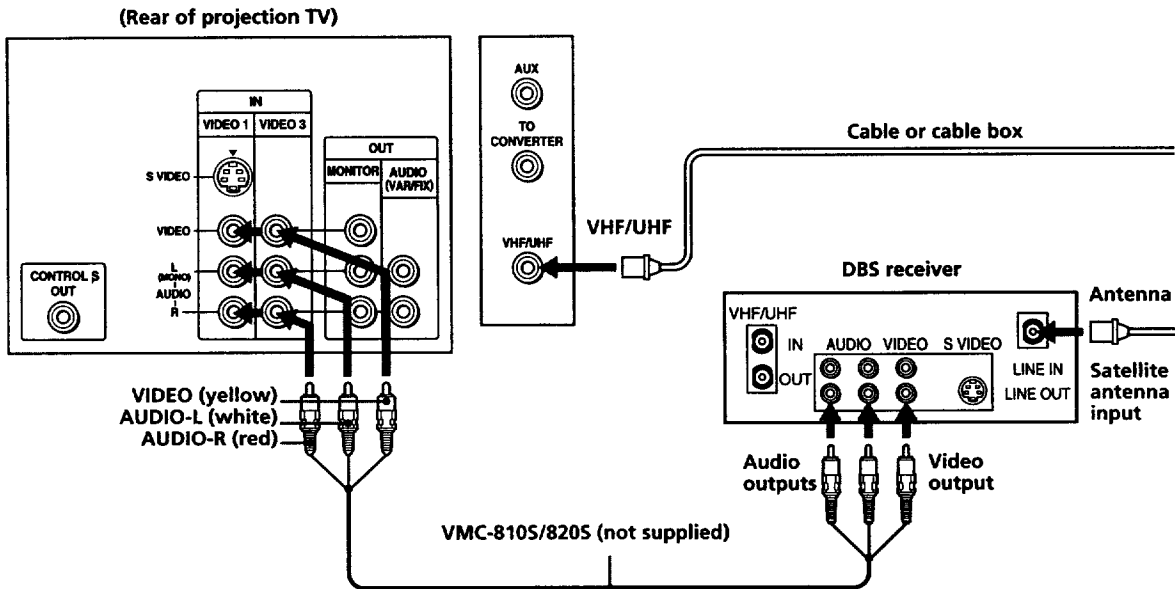 (Rear of projection TV)
IN
VIDEO 1 VIDEO 3
S VIDEO
VIDEO
L
(MONO)
AUDIO
R
OUT
MONITOR AUDIO
(VAR/FIX)
CONTROL S
OUT
AUX
TO
CONVERTER
VHF/UHF
VHF/UHF
Cable or cable box
DBS receiver
VHF/UHF
IN
OUT
AUDIO VIDEO S VIDEO
LINE IN
LINE OUT
Antenna
Satellite
antenna
input
VIDEO (yellow)
AUDIO-L (white)
AUDIO-R (red)
Audio
outputs
Video
output
VMC-810S/820S (not supplied)